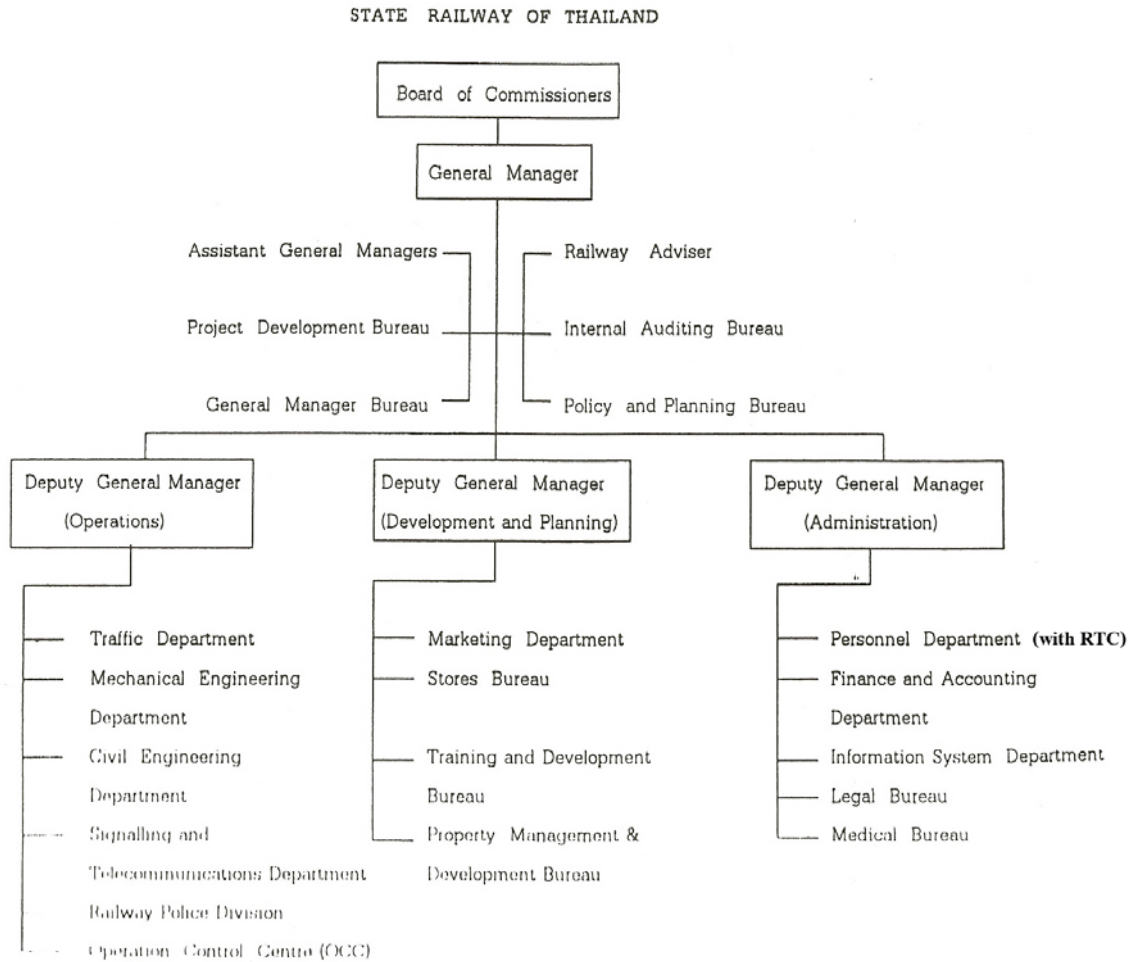 STATE RAILWAY OF THAILAND
Board of Commissioners
General Manager
Assistant General Managers
Railway Adviser
Project Development Bureau
Internal Auditing Bureau
General Manager Bureau
Policy and Planning Bureau
Deputy General Manager
(Operations)
Deputy General Manager
(Development and Planning)
Deputy General Manager
(Administration)
Traffic Department
Mechanical Engineering
Department
Civil Engineering
Department
Signalling and
Telecommunications Department
Railway Police Division
Operation Control Centre (OCC)
Marketing Department
Stores Bureau
Training and Development
Bureau
Property Management &
Development Bureau
Personnel Department (with RTC)
Finance and Accounting
Department
Information System Department
Legal Bureau
Medical Bureau